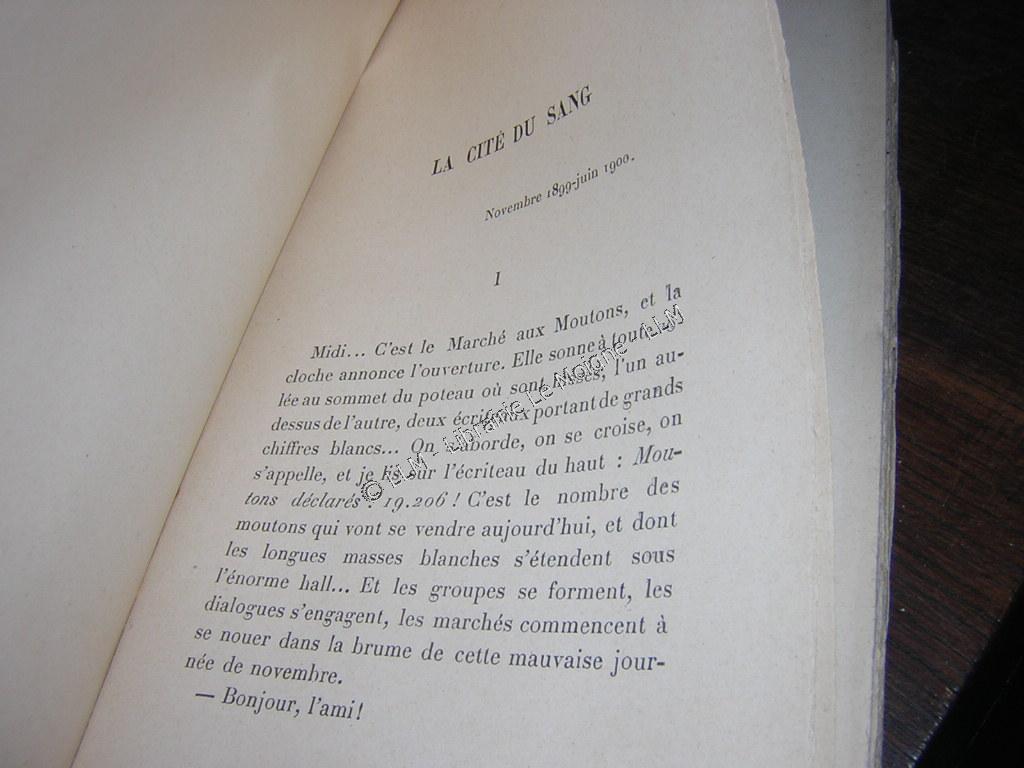 LA CITÉ DU SANG
Novembre 1899-juin 1900.
I
Midi... C'est le Marché aux Moutons, et la
cloche annonce l'ouverture. Elle sonne à toute
lée au sommet du poteau où sont l'un au-
dessus de l'autre, deux écriteaux portant de grands
chiffres blancs... On s'aborde, on se croise, on
s'appelle, et je lis sur l'écriteau du haut : Mou-
tons déclarés : 19.206 ! C'est le nombre des
moutons qui vont se vendre aujourd'hui, et dont
les longues masses blanches s'étendent sous
l'énorme hall... Et les groupes se forment, les
dialogues s'engagent, les marchés commencent à
se nouer dans la brume de cette mauvaise jour-
née de novembre.
— Bonjour, l'ami !
© LLM - Librairie Le Moigne - LLM